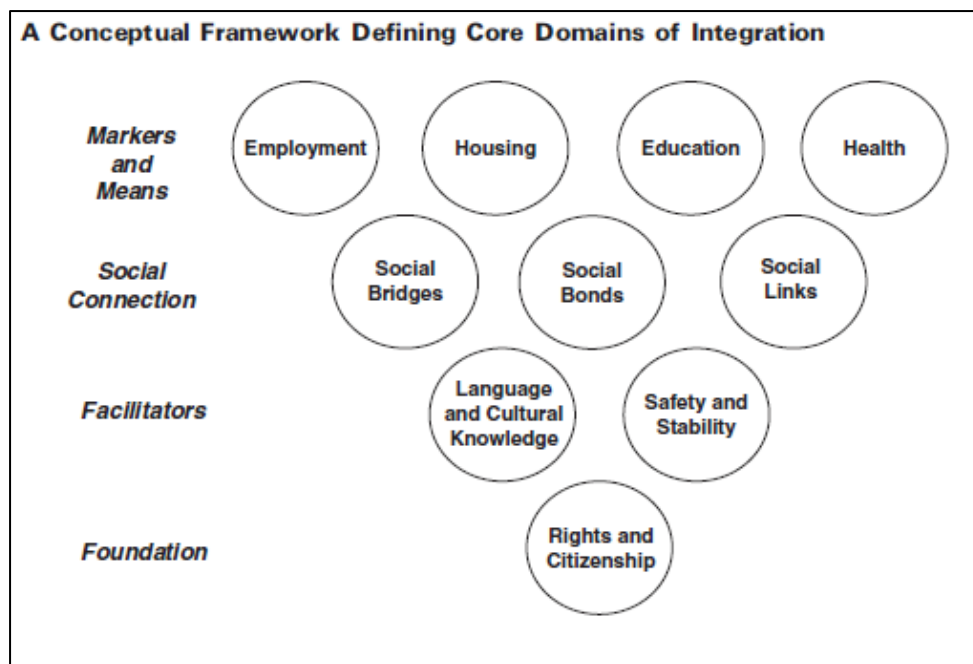 A Conceptual Framework Defining Core Domains of Integration
Markers
and
Means
Employment
Housing
Education
Health
Social
Connection
Social
Bridges
Social
Bonds
Social
Links
Facilitators
Language
and Cultural
Knowledge
Safety and
Stability
Foundation
Rights and
Citizenship